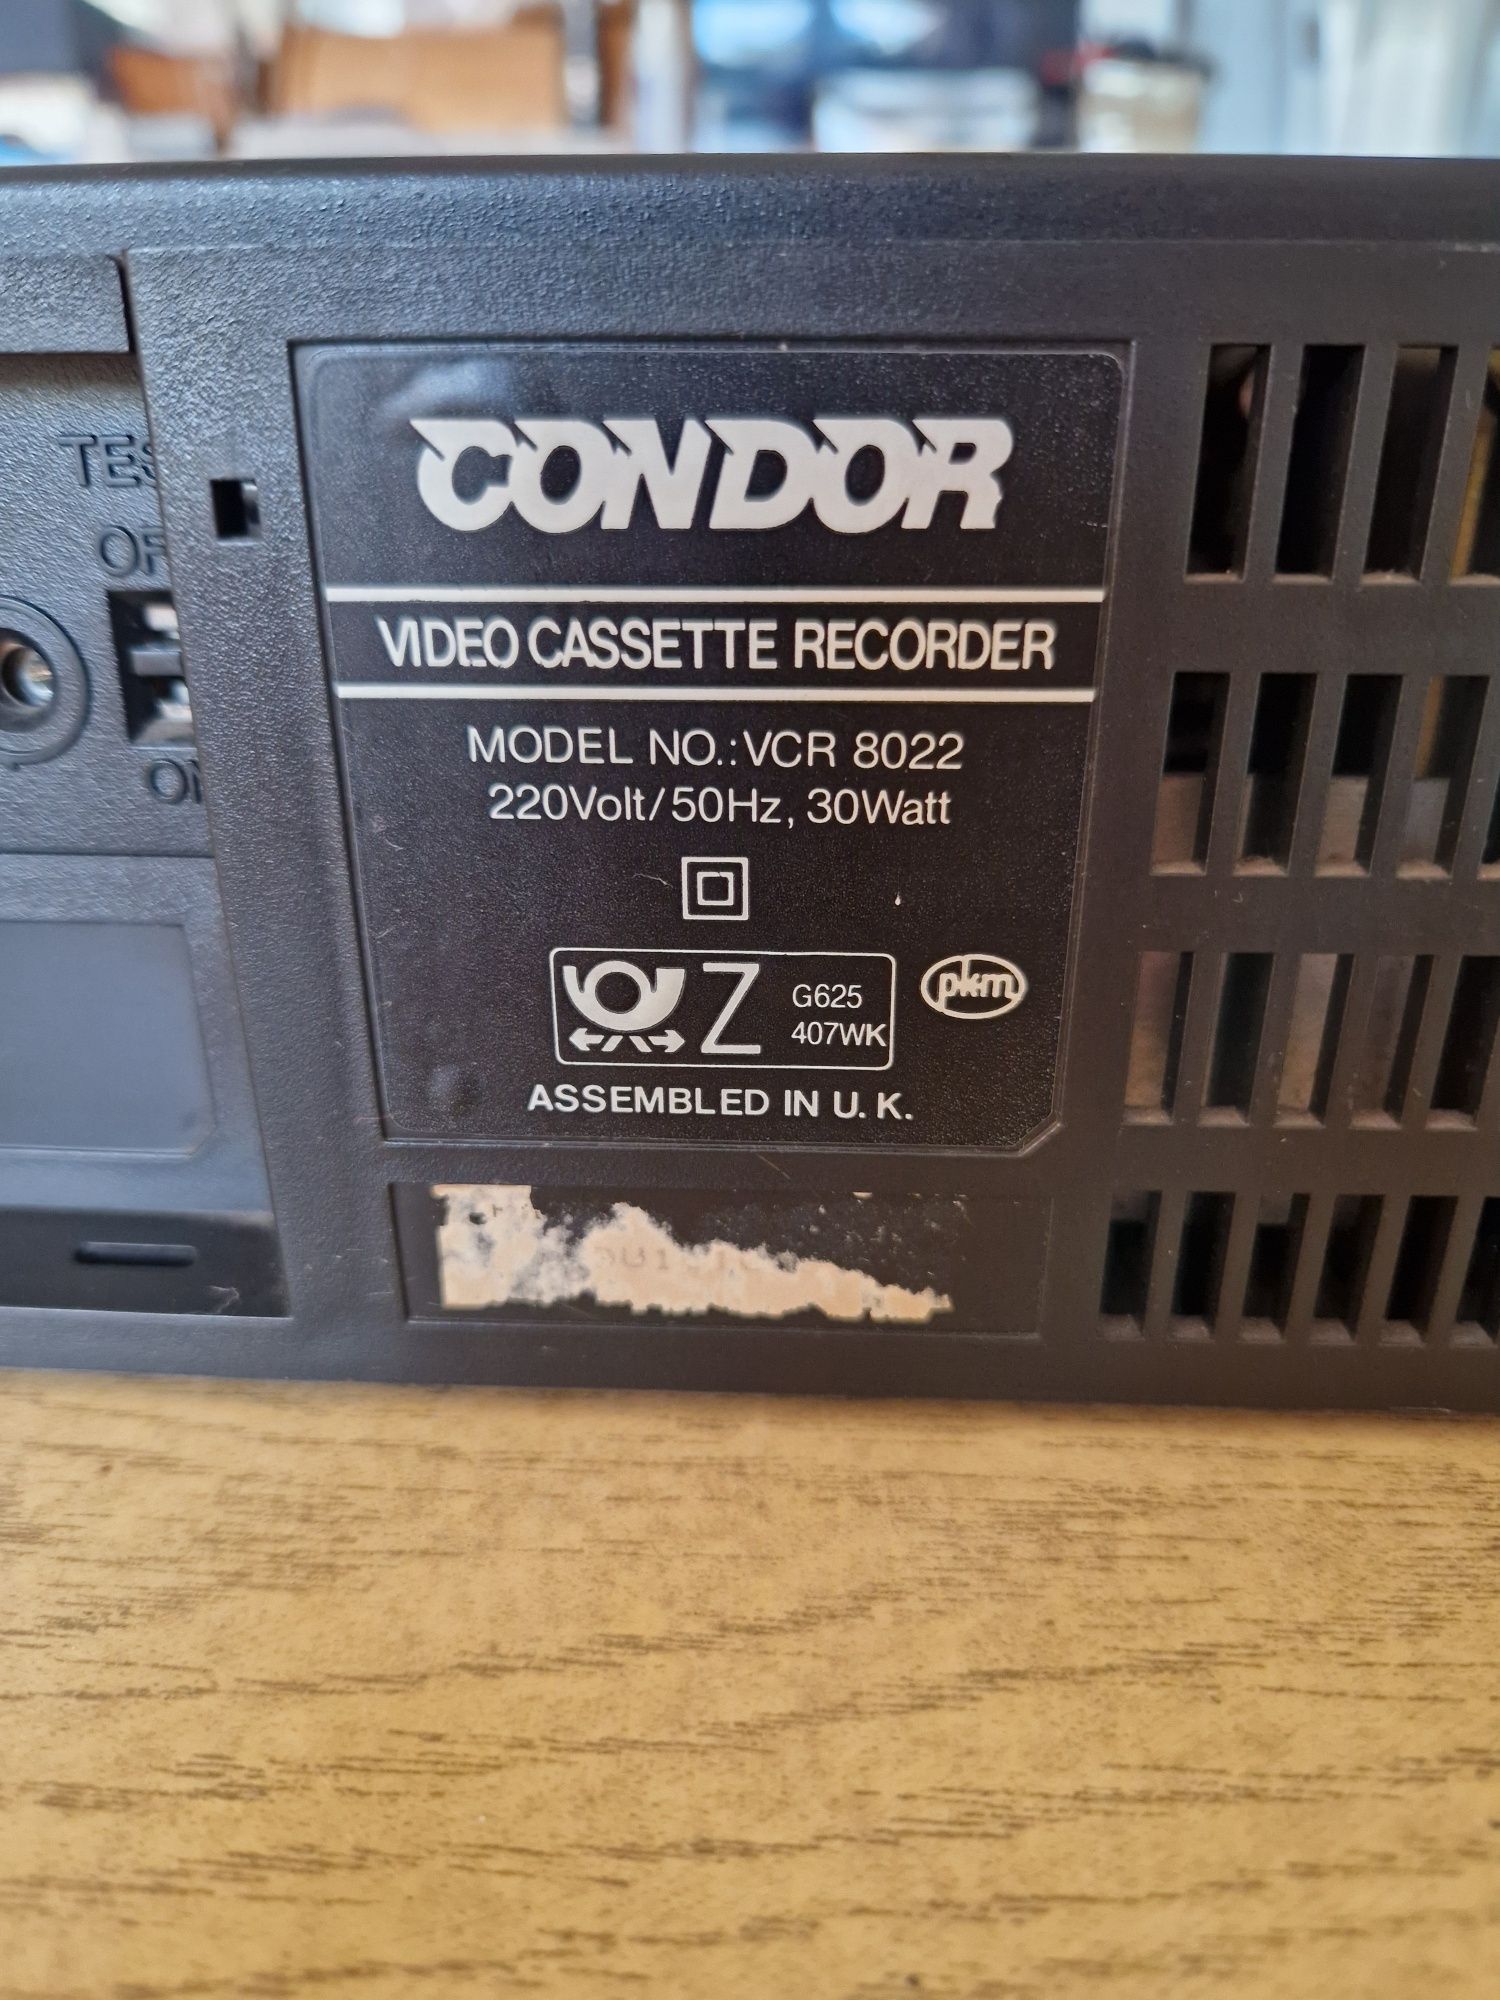 CONDOR
VIDEO CASSETTE RECORDER
MODEL NO.:VCR 8022
220Volt/50Hz, 30Watt
Z G625
407WK
pkm
ASSEMBLED IN U.K.